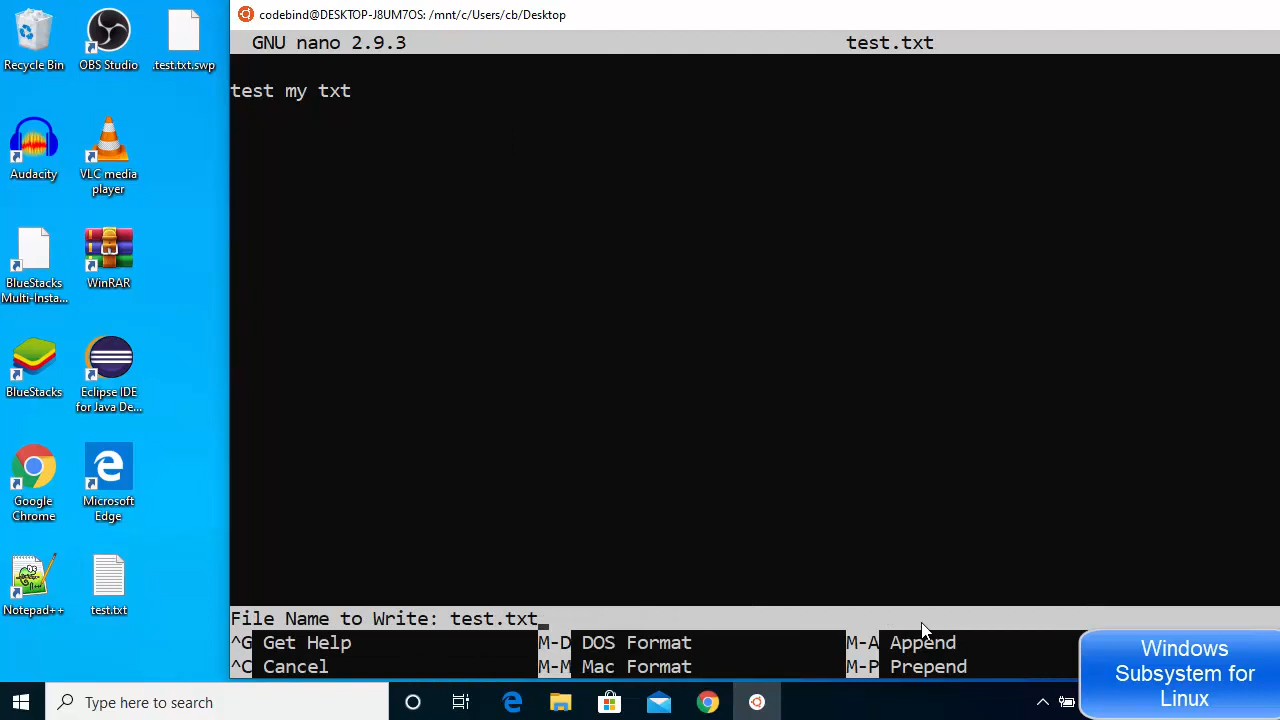 codebind@DESKTOP-J8UM7OS: /mnt/c/Users/cb/Desktop
GNU nano 2.9.3 test.txt
test my txt
Recycle Bin
OBS Studio
.test.txt.swp
Audacity
VLC media
player
BlueStacks
Multi-Insta...
WinRAR
BlueStacks
Eclipse IDE
for Java De...
Google
Chrome
Microsoft
Edge
Notepad++
test.txt
File Name to Write: test.txt
^G Get Help M-D DOS Format M-A Append
^C Cancel M-M Mac Format M-P Prepend
Windows
Subsystem for
Linux
Type here to search